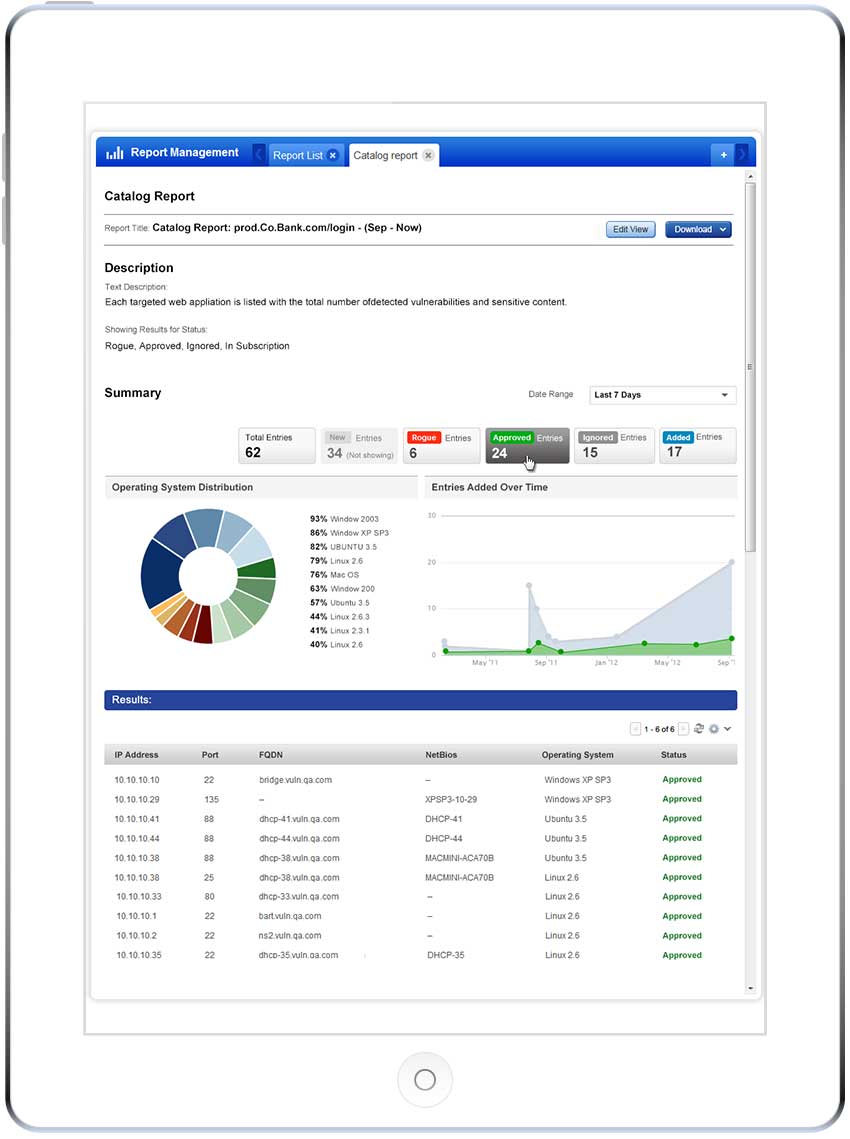 Report Management
Report List
Catalog report
+
Catalog Report
Report Title: Catalog Report: prod.Co.Bank.com/login - (Sep - Now)
Edit View
Download
Description
Text Description:
Each targeted web appliation is listed with the total number ofdetected vulnerabilities and sensitive content.
Showing Results for Status:
Rogue, Approved, Ignored, In Subscription
Summary
Date Range
Last 7 Days
Total Entries
62
New Entries
34 (Not showing)
Rogue Entries
6
Approved Entries
24
Ignored Entries
15
Added Entries
17
Operating System Distribution
93% Window 2003
86% Window XP SP3
82% UBUNTU 3.5
79% Linux 2.6
76% Mac OS
63% Window 200
57% Ubuntu 3.5
44% Linux 2.6.3
41% Linux 2.3.1
40% Linux 2.6
Entries Added Over Time
30
20
10
0
May '11 Sep '11 Jan '12 May '12 Sep '1
Results:
1 - 6 of 6
IP Address Port FQDN NetBios Operating System Status
10.10.10.10 22 bridge.vuln.qa.com -- Windows XP SP3 Approved
10.10.10.29 135 -- XPSP3-10-29 Windows XP SP3 Approved
10.10.10.41 88 dhcp-41.vuln.qa.com DHCP-41 Ubuntu 3.5 Approved
10.10.10.44 88 dhcp-44.vuln.qa.com DHCP-44 Ubuntu 3.5 Approved
10.10.10.38 88 dhcp-38.vuln.qa.com MACMINI-ACA70B Ubuntu 3.5 Approved
10.10.10.38 25 dhcp-38.vuln.qa.com MACMINI-ACA70B Linux 2.6 Approved
10.10.10.33 80 dhcp-33.vuln.qa.com -- Linux 2.6 Approved
10.10.10.1 22 bart.vuln.qa.com -- Linux 2.6 Approved
10.10.10.2 22 ns2.vuln.qa.com -- Linux 2.6 Approved
10.10.10.35 22 dhcp-35.vuln.qa.com DHCP-35 Linux 2.6 Approved